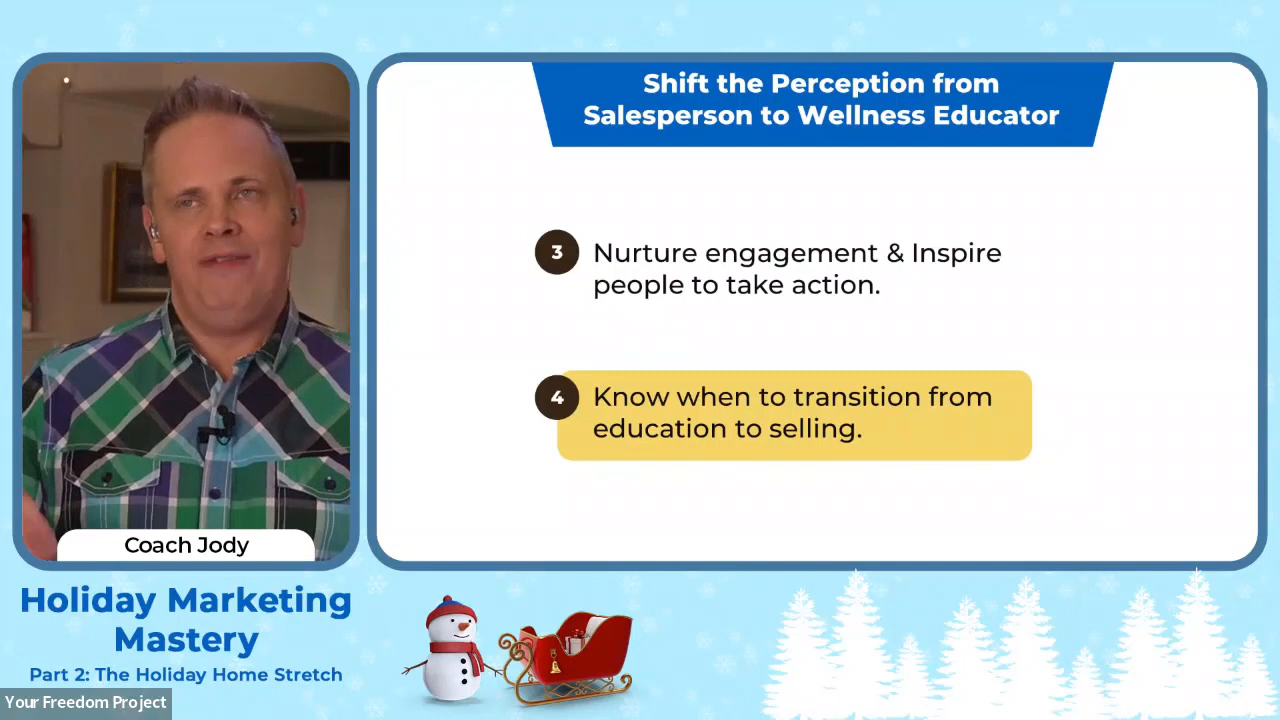 Shift the Perception from
Salesperson to Wellness Educator
3 Nurture engagement & Inspire
people to take action.
4 Know when to transition from
education to selling.
Coach Jody
Holiday Marketing
Mastery
Part 2: The Holiday Home Stretch
Your Freedom Project